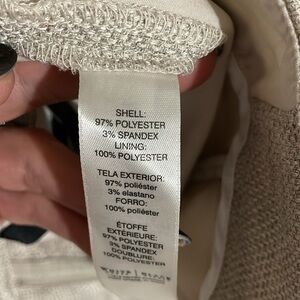 SHELL:
97% POLYESTER
3% SPANDEX
LINING:
100% POLYESTER
TELA EXTERIOR:
97% poliéster
3% elastano
FORRO:
100% poliéster
ÉTOFFE
EXTÉRIEURE:
97% POLYESTER
3% SPANDEX
DOUBLURE:
100% POLYESTER